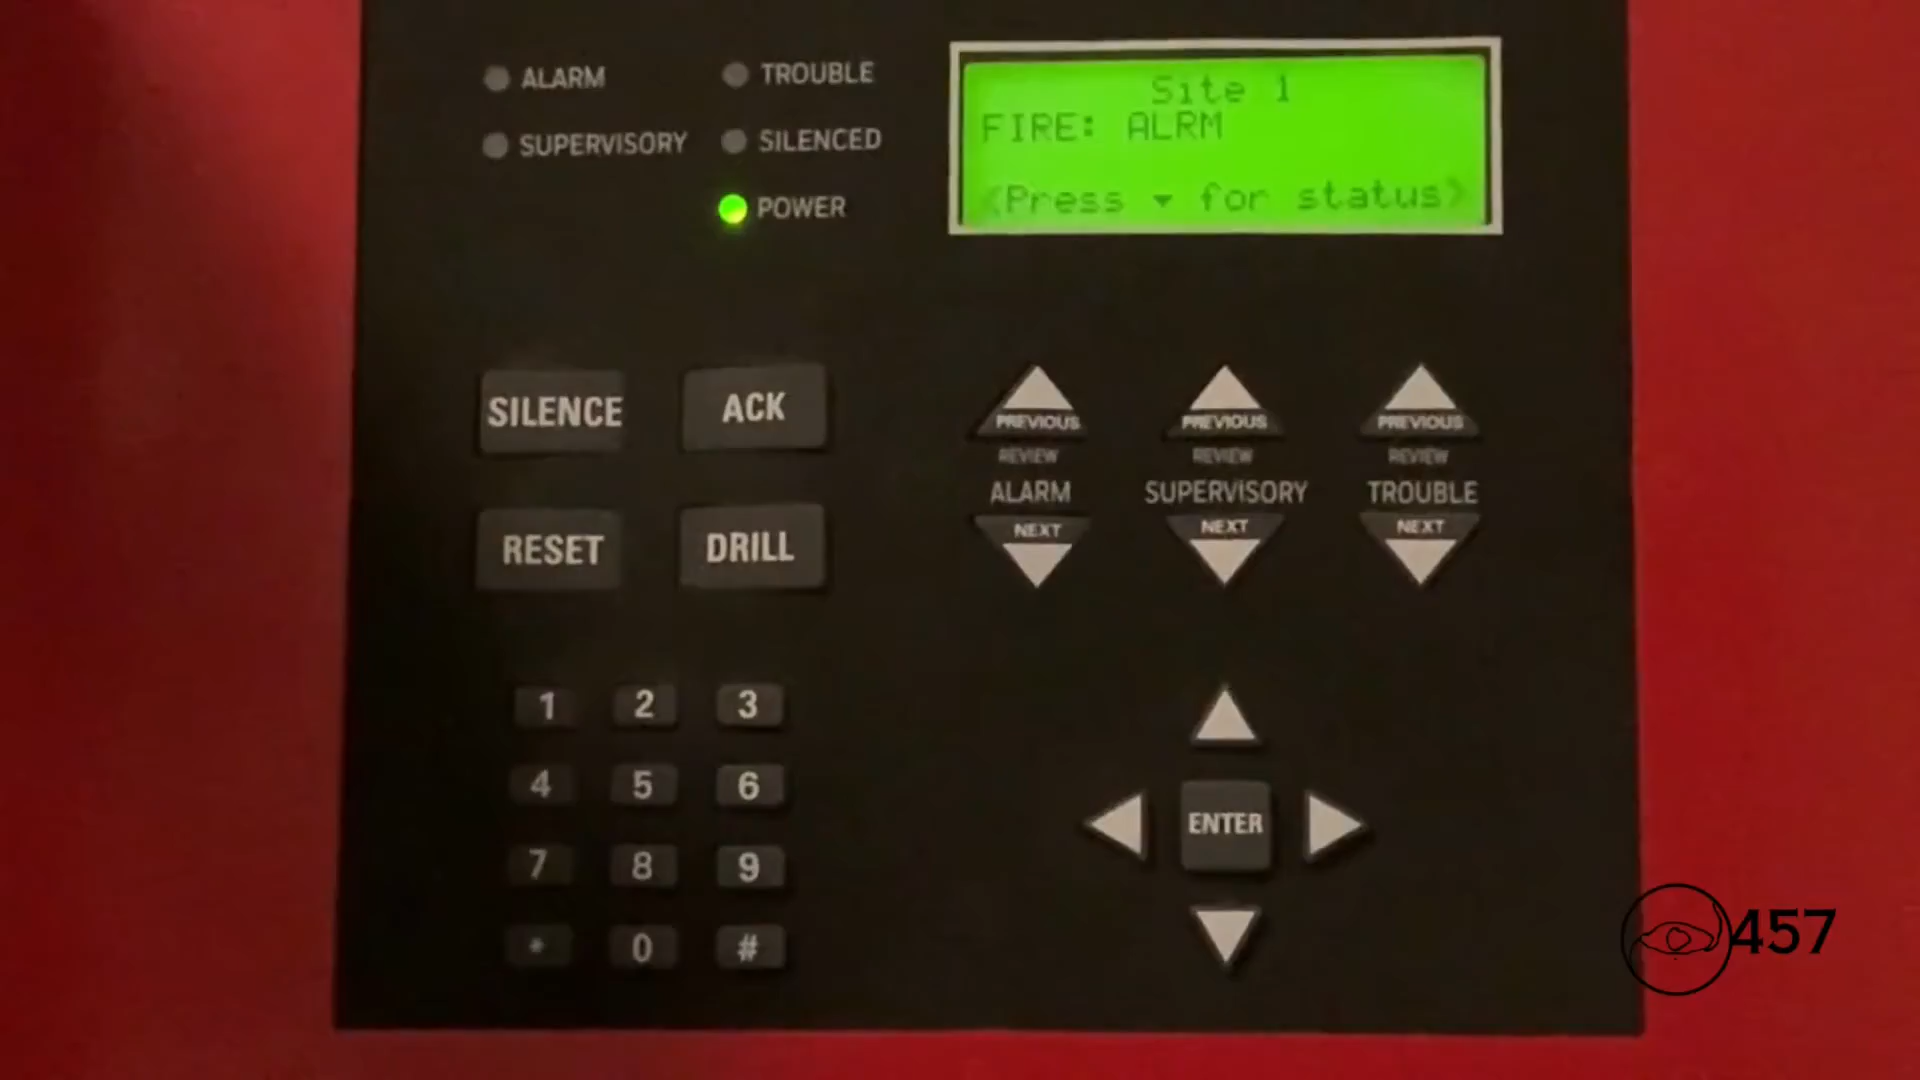 ALARM
TROUBLE
SUPERVISORY
SILENCED
POWER
Site 1
FIRE: ALRM
<Press ▾ for status>
SILENCE
ACK
RESET
DRILL
PREVIOUS
REVIEW
ALARM
NEXT
PREVIOUS
REVIEW
SUPERVISORY
NEXT
PREVIOUS
REVIEW
TROUBLE
NEXT
1 2 3
4 5 6
7 8 9
* 0 #
ENTER
457